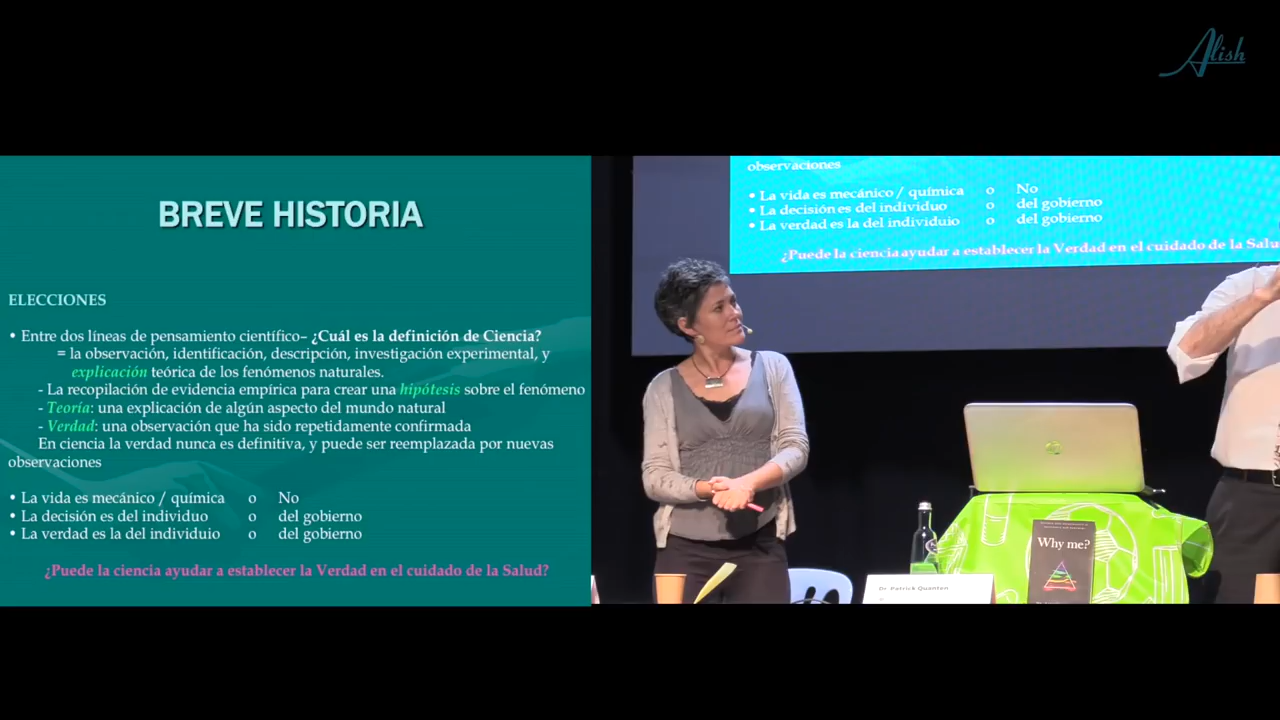 Alish
BREVE HISTORIA
ELECCIONES
• Entre dos líneas de pensamiento científico– ¿Cuál es la definición de Ciencia?
= la observación, identificación, descripción, investigación experimental, y
explicación teórica de los fenómenos naturales.
- La recopilación de evidencia empírica para crear una hipótesis sobre el fenómeno
- Teoría: una explicación de algún aspecto del mundo natural
- Verdad: una observación que ha sido repetidamente confirmada
En ciencia la verdad nunca es definitiva, y puede ser reemplazada por nuevas
observaciones
• La vida es mecánico / química o No
• La decisión es del individuo o del gobierno
• La verdad es la del individuio o del gobierno
¿Puede la ciencia ayudar a establecer la Verdad en el cuidado de la Salud?
observaciones
• La vida es mecánico / química o No
• La decisión es del individuo o del gobierno
• La verdad es la del individuio o del gobierno
¿Puede la ciencia ayudar a establecer la Verdad en el cuidado de la Salu
Why me?
Dr. Patrick Quanten